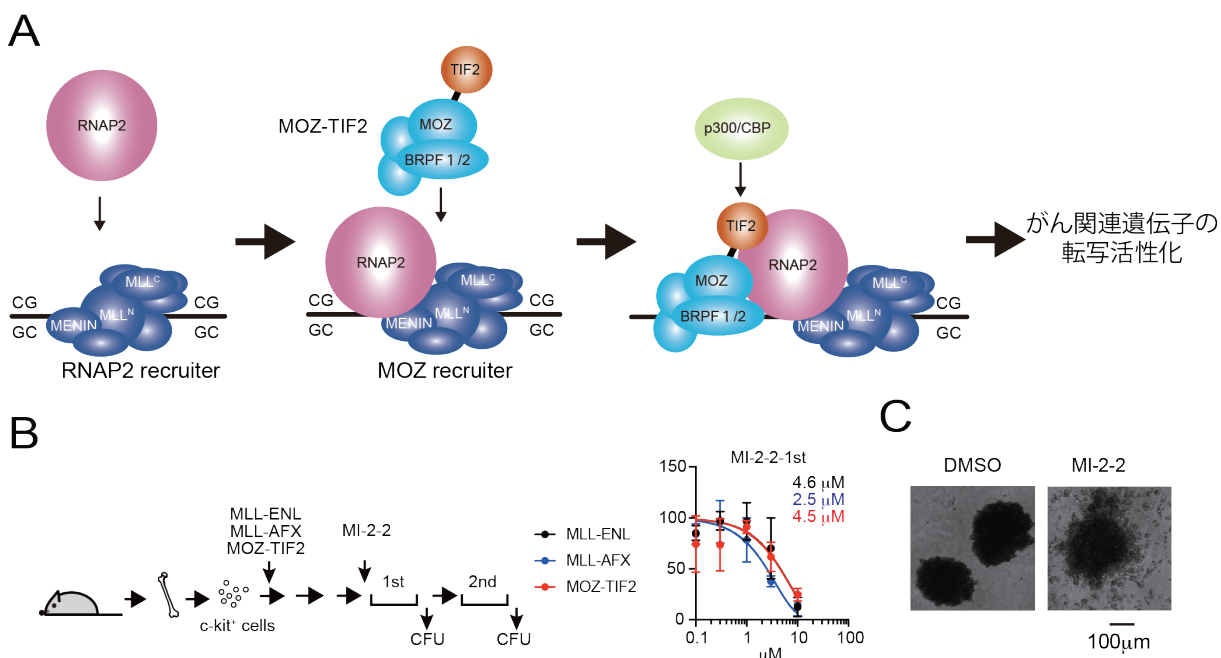 A
RNAP2
CG
GC
MENIN
MLLᴺ
MLLᶜ
CG
GC
RNAP2 recruiter
MOZ-TIF2
TIF2
MOZ
BRPF 1 /2
RNAP2
CG
GC
MENIN
MLLᴺ
MLLᶜ
CG
GC
MOZ recruiter
p300/CBP
TIF2
MOZ
BRPF 1 /2
RNAP2
MENIN
MLLᴺ
MLLᶜ
CG
GC
がん関連遺伝子の
転写活性化
B
c-kit⁺ cells
MLL-ENL
MLL-AFX
MOZ-TIF2
MI-2-2
1st
2nd
CFU
CFU
MLL-ENL
MLL-AFX
MOZ-TIF2
MI-2-2-1st
4.6 μM
2.5 μM
4.5 μM
150
100
50
0
0.1
1
10
100
μM
C
DMSO
MI-2-2
100μm